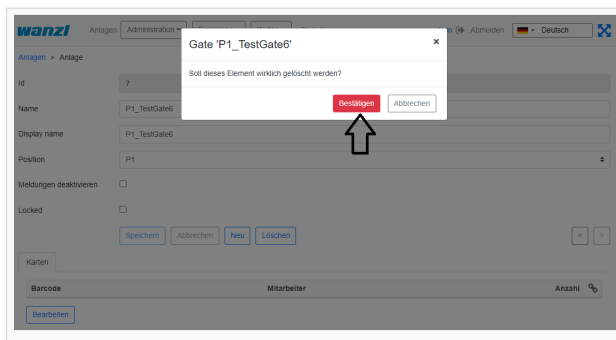 wanzl Anlagen Administration Abmelden Deutsch
Gate 'P1_TestGate6' ×
Anlagen > Anlage
Soll dieses Element wirklich gelöscht werden?
Id 7
Bestätigen Abbrechen
Name P1_TestGate6
Display name P1_TestGate6
Position P1
Meldungen deaktivieren
Locked
Speichern Abbrechen Neu Löschen < >
Karten
Barcode Mitarbeiter Anzahl
Bearbeiten